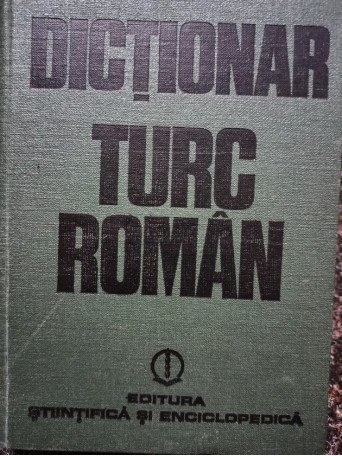 DICȚIONAR
TURC
ROMÂN
EDITURA
ȘTIINȚIFICĂ ȘI ENCICLOPEDICĂ